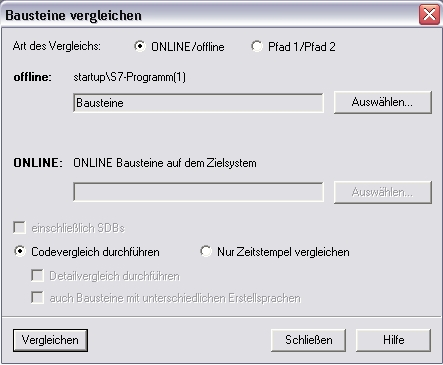 Bausteine vergleichen
Art des Vergleichs: ONLINE/offline Pfad 1/Pfad 2
offline: startup\S7-Programm(1)
Bausteine Auswählen...
ONLINE: ONLINE Bausteine auf dem Zielsystem
Auswählen...
einschließlich SDBs
Codevergleich durchführen Nur Zeitstempel vergleichen
Detailvergleich durchführen
auch Bausteine mit unterschiedlichen Erstellsprachen
Vergleichen Schließen Hilfe